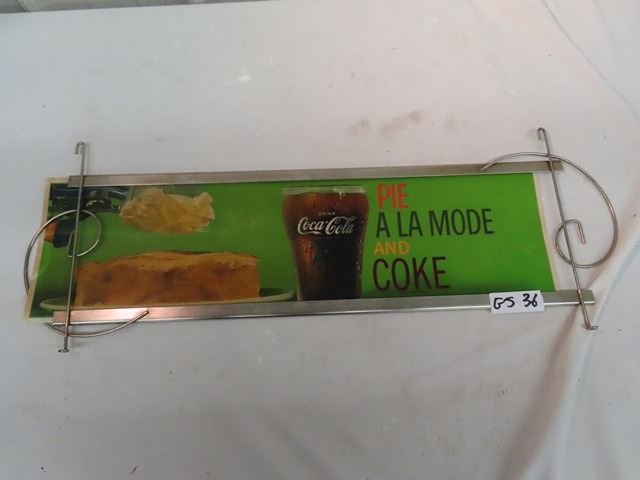 DRINK
Coca-Cola
PIE
A LA MODE
AND
COKE
GS 36